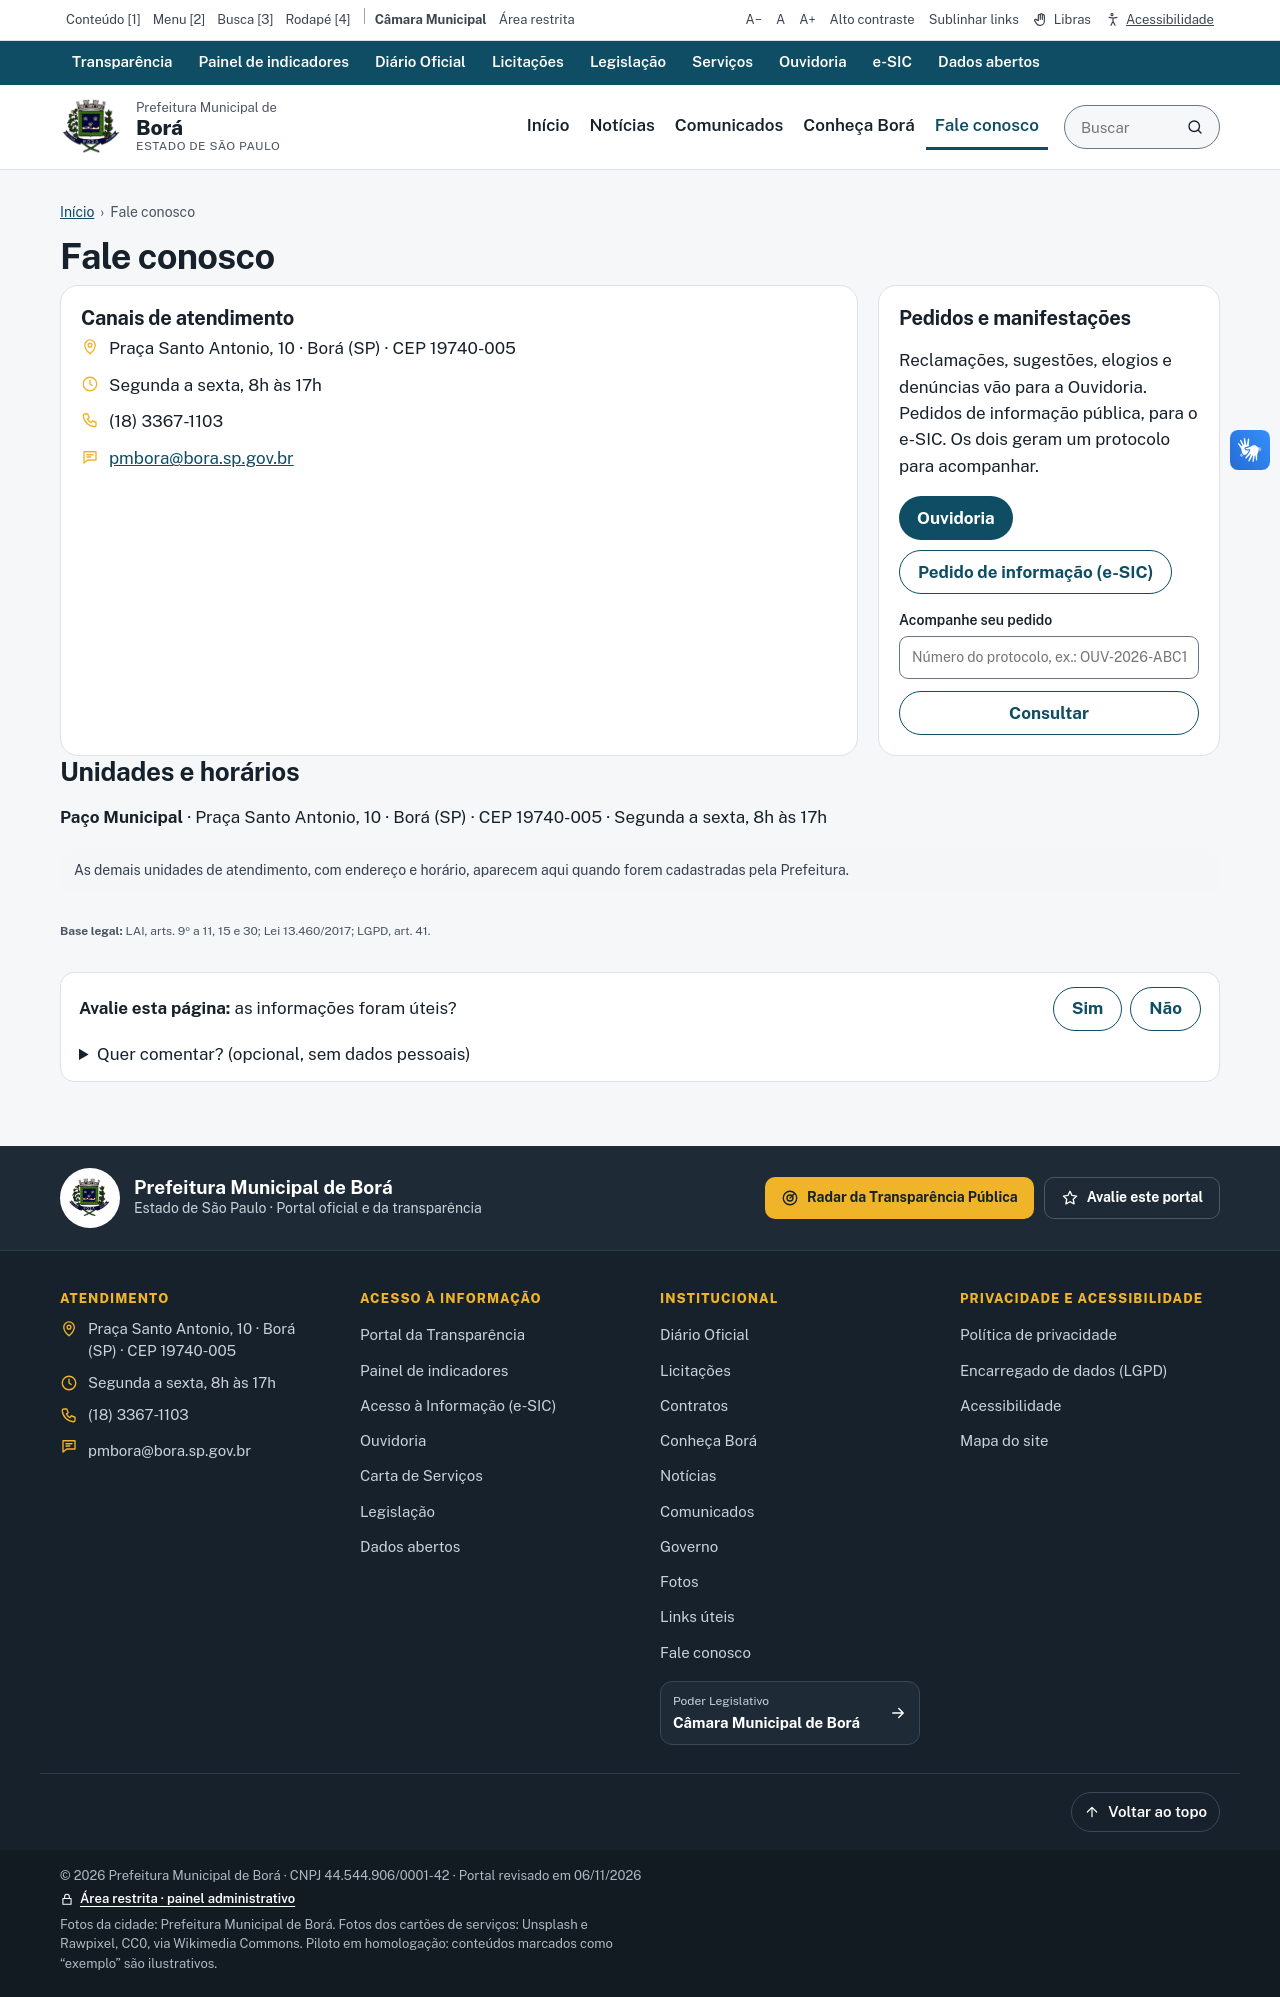 Conteúdo [1] Menu [2] Busca [3] Rodapé [4] Câmara Municipal Área restrita A− A A+ Alto contraste Sublinhar links Libras Acessibilidade
Transparência Painel de indicadores Diário Oficial Licitações Legislação Serviços Ouvidoria e-SIC Dados abertos
Prefeitura Municipal de
Borá
ESTADO DE SÃO PAULO
Início Notícias Comunicados Conheça Borá Fale conosco Buscar
Início › Fale conosco
Fale conosco
Canais de atendimento
Praça Santo Antonio, 10 · Borá (SP) · CEP 19740-005
Segunda a sexta, 8h às 17h
(18) 3367-1103
pmbora@bora.sp.gov.br
Pedidos e manifestações
Reclamações, sugestões, elogios e
denúncias vão para a Ouvidoria.
Pedidos de informação pública, para o
e-SIC. Os dois geram um protocolo
para acompanhar.
Ouvidoria
Pedido de informação (e-SIC)
Acompanhe seu pedido
Número do protocolo, ex.: OUV-2026-ABC1
Consultar
Unidades e horários
Paço Municipal · Praça Santo Antonio, 10 · Borá (SP) · CEP 19740-005 · Segunda a sexta, 8h às 17h
As demais unidades de atendimento, com endereço e horário, aparecem aqui quando forem cadastradas pela Prefeitura.
Base legal: LAI, arts. 9º a 11, 15 e 30; Lei 13.460/2017; LGPD, art. 41.
Avalie esta página: as informações foram úteis? Sim Não
Quer comentar? (opcional, sem dados pessoais)
Prefeitura Municipal de Borá
Estado de São Paulo · Portal oficial e da transparência
Radar da Transparência Pública
Avalie este portal
ATENDIMENTO
Praça Santo Antonio, 10 · Borá
(SP) · CEP 19740-005
Segunda a sexta, 8h às 17h
(18) 3367-1103
pmbora@bora.sp.gov.br
ACESSO À INFORMAÇÃO
Portal da Transparência
Painel de indicadores
Acesso à Informação (e-SIC)
Ouvidoria
Carta de Serviços
Legislação
Dados abertos
INSTITUCIONAL
Diário Oficial
Licitações
Contratos
Conheça Borá
Notícias
Comunicados
Governo
Fotos
Links úteis
Fale conosco
Poder Legislativo
Câmara Municipal de Borá
PRIVACIDADE E ACESSIBILIDADE
Política de privacidade
Encarregado de dados (LGPD)
Acessibilidade
Mapa do site
Voltar ao topo
© 2026 Prefeitura Municipal de Borá · CNPJ 44.544.906/0001-42 · Portal revisado em 06/11/2026
Área restrita · painel administrativo
Fotos da cidade: Prefeitura Municipal de Borá. Fotos dos cartões de serviços: Unsplash e
Rawpixel, CC0, via Wikimedia Commons. Piloto em homologação: conteúdos marcados como
“exemplo” são ilustrativos.